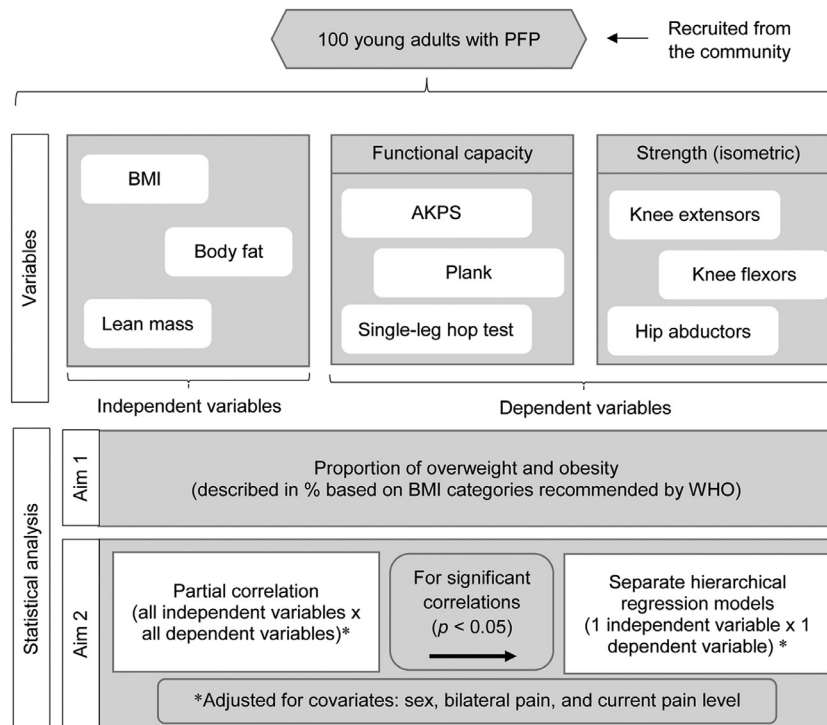 100 young adults with PFP
Recruited from
the community
Variables
BMI
Body fat
Lean mass
Independent variables
Functional capacity
AKPS
Plank
Single-leg hop test
Strength (isometric)
Knee extensors
Knee flexors
Hip abductors
Dependent variables
Statistical analysis
Aim 1
Proportion of overweight and obesity
(described in % based on BMI categories recommended by WHO)
Aim 2
Partial correlation
(all independent variables x
all dependent variables)*
For significant
correlations
(p < 0.05)
Separate hierarchical
regression models
(1 independent variable x 1
dependent variable) *
*Adjusted for covariates: sex, bilateral pain, and current pain level